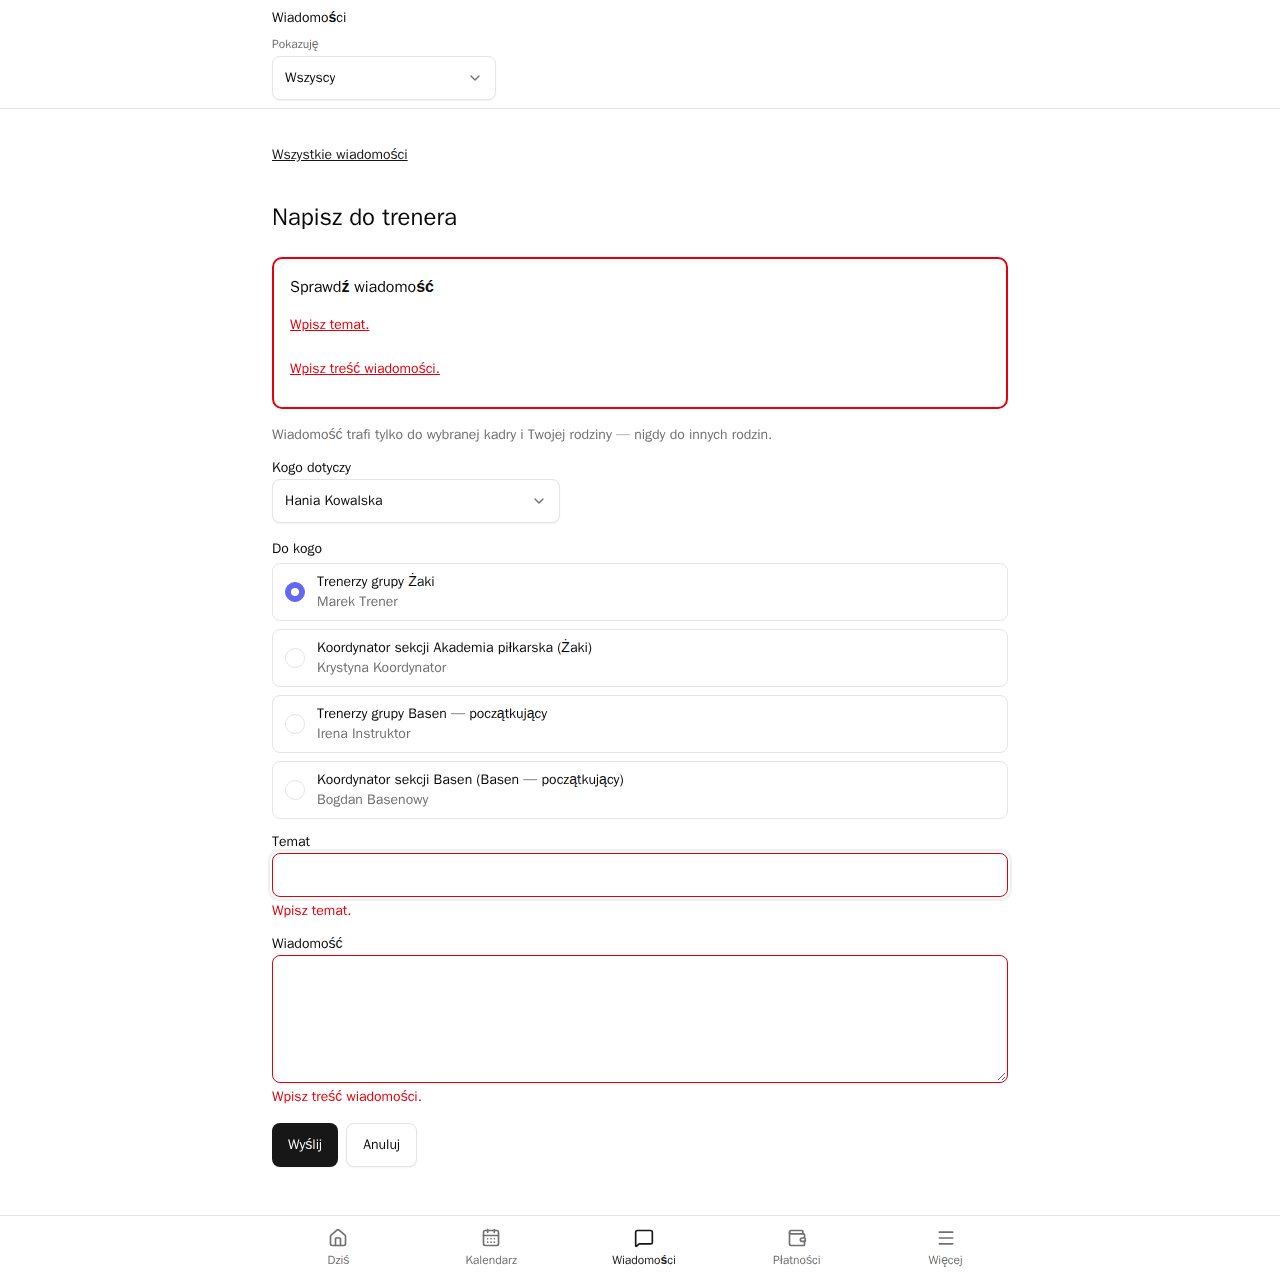 Wiadomości
Pokazuję
Wszyscy
Wszystkie wiadomości
Napisz do trenera
Sprawdź wiadomość
Wpisz temat.
Wpisz treść wiadomości.
Wiadomość trafi tylko do wybranej kadry i Twojej rodziny — nigdy do innych rodzin.
Kogo dotyczy
Hania Kowalska
Do kogo
Trenerzy grupy Żaki
Marek Trener
Koordynator sekcji Akademia piłkarska (Żaki)
Krystyna Koordynator
Trenerzy grupy Basen — początkujący
Irena Instruktor
Koordynator sekcji Basen (Basen — początkujący)
Bogdan Basenowy
Temat
Wpisz temat.
Wiadomość
Wpisz treść wiadomości.
Wyślij Anuluj
Dziś Kalendarz Wiadomości Płatności Więcej